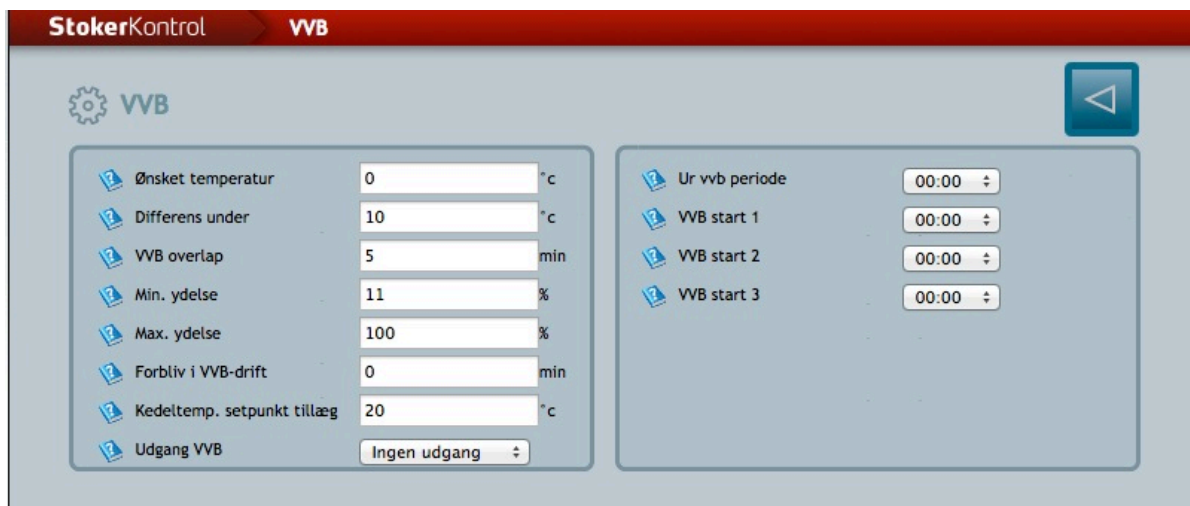 StokerKontrol VVB
VVB
Ønsket temperatur 0 °c
Differens under 10 °c
VVB overlap 5 min
Min. ydelse 11 %
Max. ydelse 100 %
Forbliv i VVB-drift 0 min
Kedeltemp. setpunkt tillæg 20 °c
Udgang VVB Ingen udgang
Ur vvb periode 00:00
VVB start 1 00:00
VVB start 2 00:00
VVB start 3 00:00